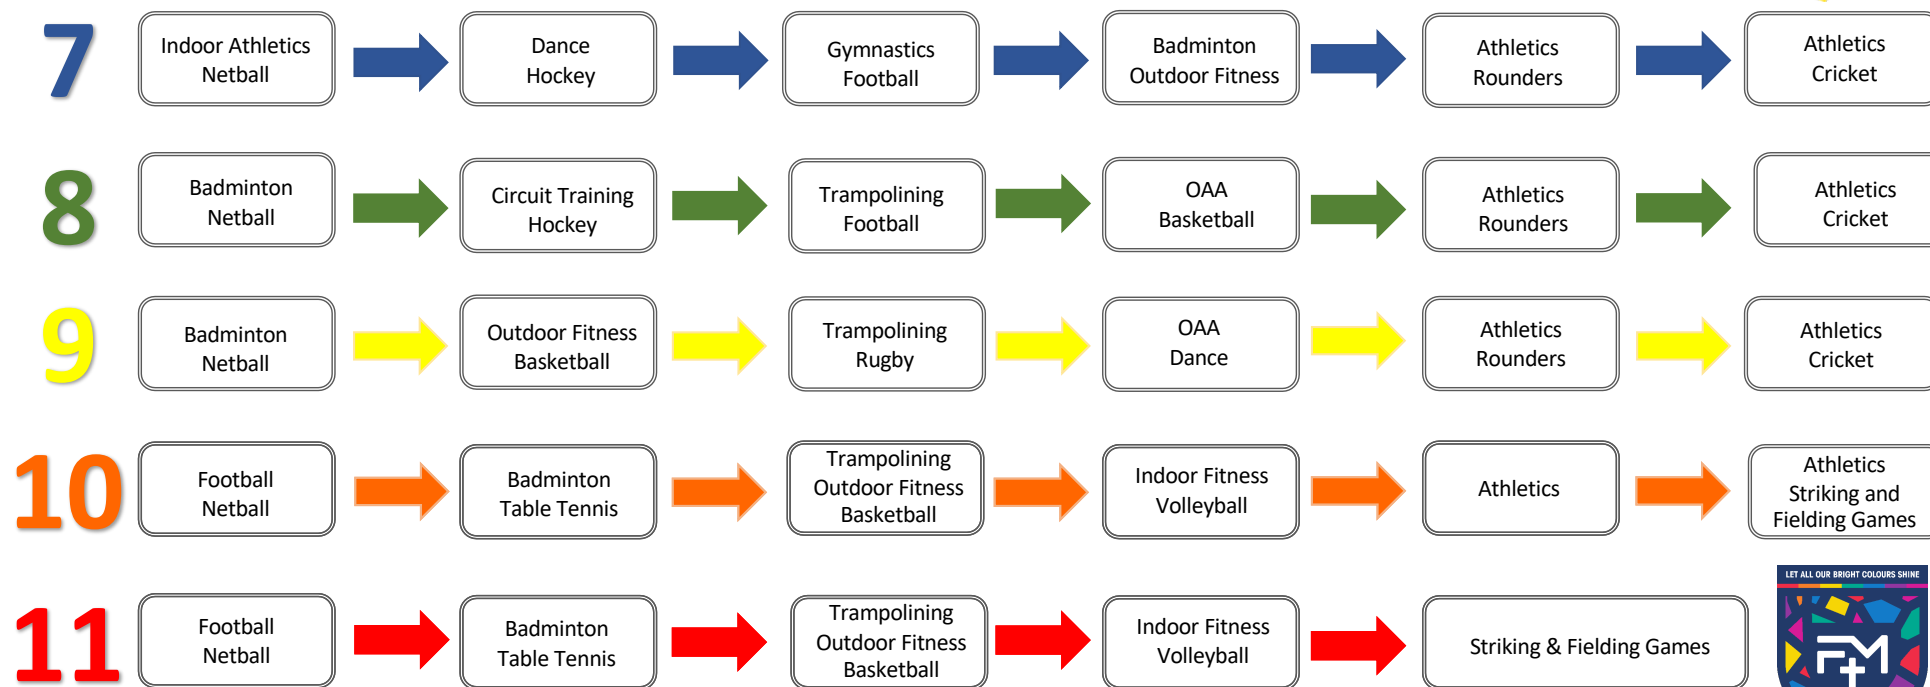 7
Indoor Athletics
Netball
Dance
Hockey
Gymnastics
Football
Badminton
Outdoor Fitness
Athletics
Rounders
Athletics
Cricket
8
Badminton
Netball
Circuit Training
Hockey
Trampolining
Football
OAA
Basketball
Athletics
Rounders
Athletics
Cricket
9
Badminton
Netball
Outdoor Fitness
Basketball
Trampolining
Rugby
OAA
Dance
Athletics
Rounders
Athletics
Cricket
10
Football
Netball
Badminton
Table Tennis
Trampolining
Outdoor Fitness
Basketball
Indoor Fitness
Volleyball
Athletics
Athletics
Striking and
Fielding Games
11
Football
Netball
Badminton
Table Tennis
Trampolining
Outdoor Fitness
Basketball
Indoor Fitness
Volleyball
Striking & Fielding Games
LET ALL OUR BRIGHT COLOURS SHINE
FM